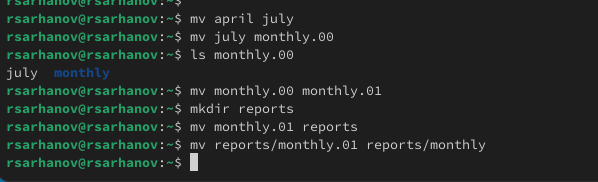 rsarhanov@rsarhanov:~$
rsarhanov@rsarhanov:~$ mv april july
rsarhanov@rsarhanov:~$ mv july monthly.00
rsarhanov@rsarhanov:~$ ls monthly.00
july  monthly
rsarhanov@rsarhanov:~$ mv monthly.00 monthly.01
rsarhanov@rsarhanov:~$ mkdir reports
rsarhanov@rsarhanov:~$ mv monthly.01 reports
rsarhanov@rsarhanov:~$ mv reports/monthly.01 reports/monthly
rsarhanov@rsarhanov:~$